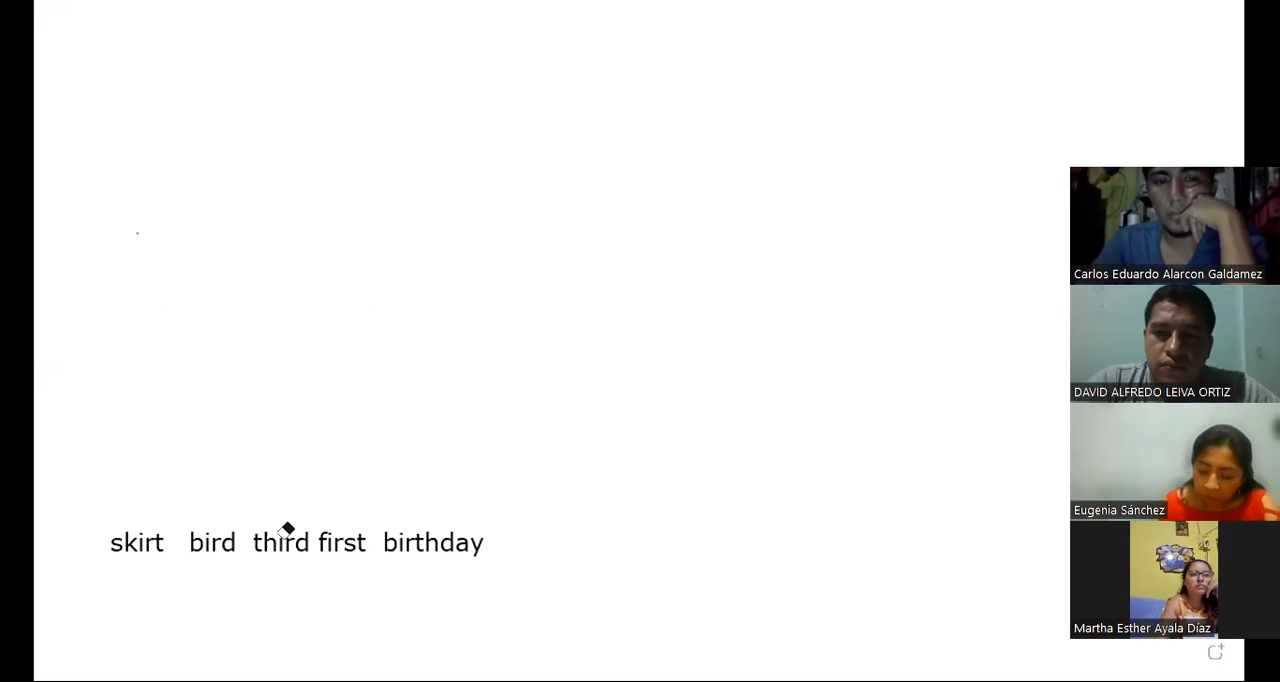 skirt bird third first birthday
Carlos Eduardo Alarcon Galdamez
DAVID ALFREDO LEIVA ORTIZ
Eugenia Sánchez
Martha Esther Ayala Díaz